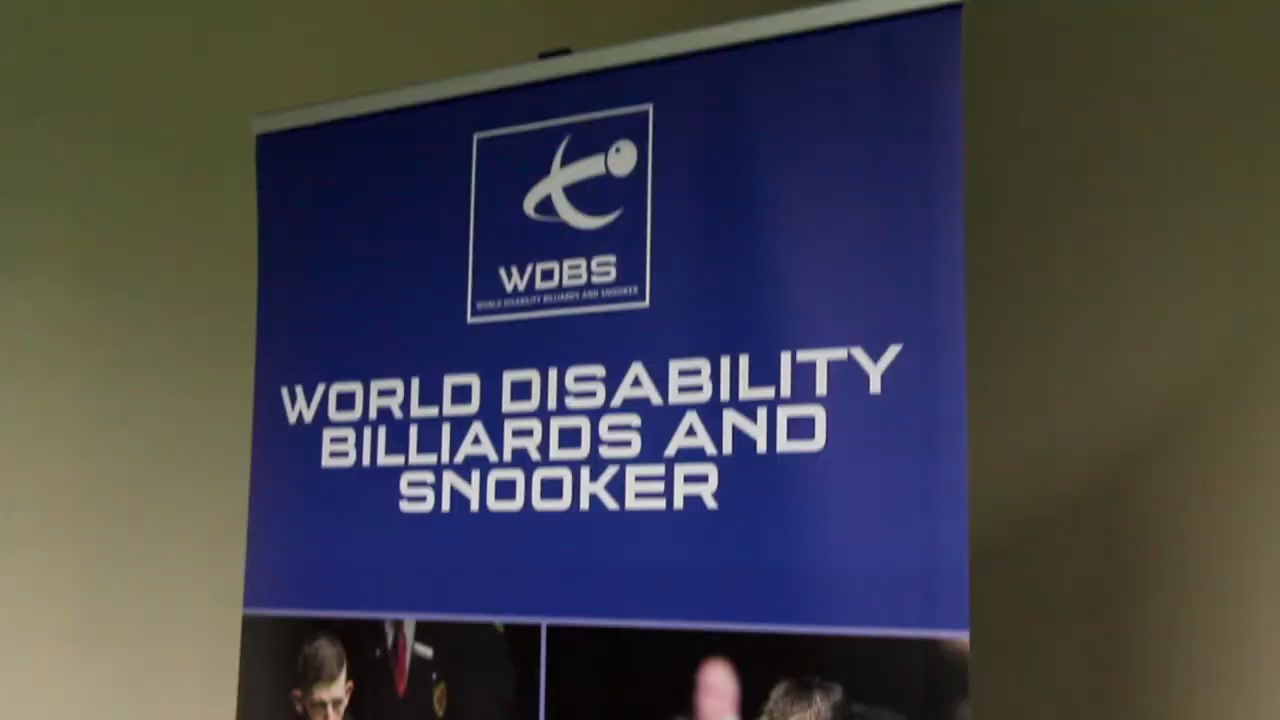 WDBS
WORLD DISABILITY BILLIARDS AND SNOOKER
WORLD DISABILITY
BILLIARDS AND
SNOOKER